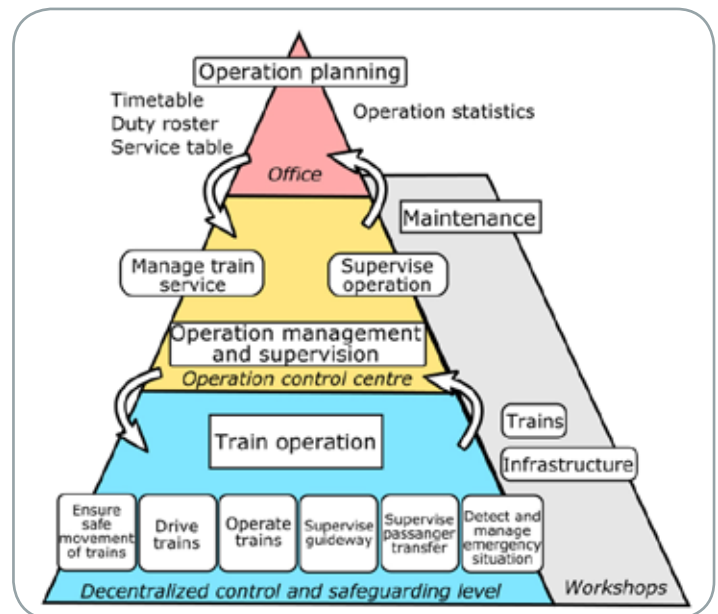 Operation planning
Timetable
Duty roster
Service table
Operation statistics
Office
Maintenance
Manage train
service
Supervise
operation
Operation management
and supervision
Operation control centre
Train operation
Trains
Infrastructure
Ensure
safe
movement
of trains
Drive
trains
Operate
trains
Supervise
guideway
Supervise
passanger
transfer
Detect and
manage
emergency
situation
Decentralized control and safeguarding level
Workshops